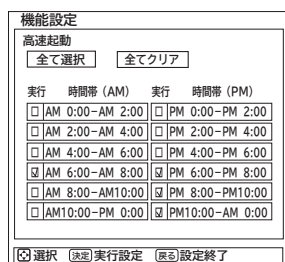 機能設定
高速起動
全て選択 全てクリア
実行 時間帯（AM） 実行 時間帯（PM）
□ AM 0:00−AM 2:00 □ PM 0:00−PM 2:00
□ AM 2:00−AM 4:00 □ PM 2:00−PM 4:00
□ AM 4:00−AM 6:00 □ PM 4:00−PM 6:00
☑ AM 6:00−AM 8:00 ☑ PM 6:00−PM 8:00
□ AM 8:00−AM10:00 ☑ PM 8:00−PM10:00
□ AM10:00−PM 0:00 ☑ PM10:00−AM 0:00
選択 決定 実行設定 戻る 設定終了